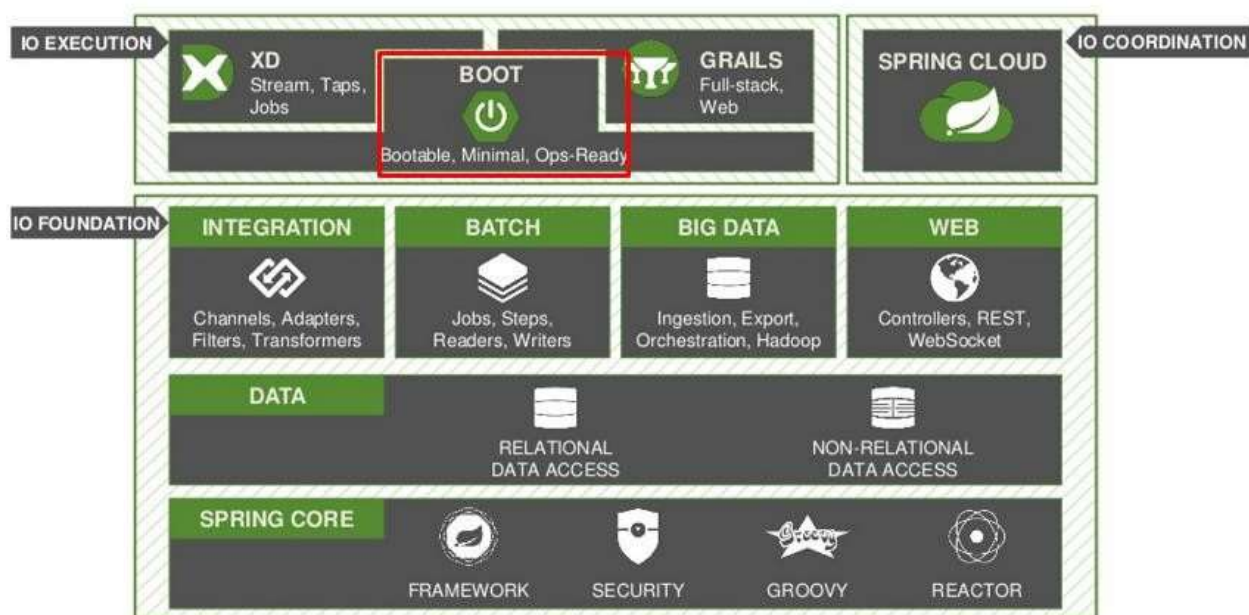 IO EXECUTION
XD
Stream, Taps,
Jobs
BOOT
Bootable, Minimal, Ops-Ready
GRAILS
Full-stack,
Web
SPRING CLOUD
IO COORDINATION
IO FOUNDATION
INTEGRATION
Channels, Adapters,
Filters, Transformers
BATCH
Jobs, Steps,
Readers, Writers
BIG DATA
Ingestion, Export,
Orchestration, Hadoop
WEB
Controllers, REST,
WebSocket
DATA
RELATIONAL
DATA ACCESS
NON-RELATIONAL
DATA ACCESS
SPRING CORE
FRAMEWORK
SECURITY
Groovy
GROOVY
REACTOR